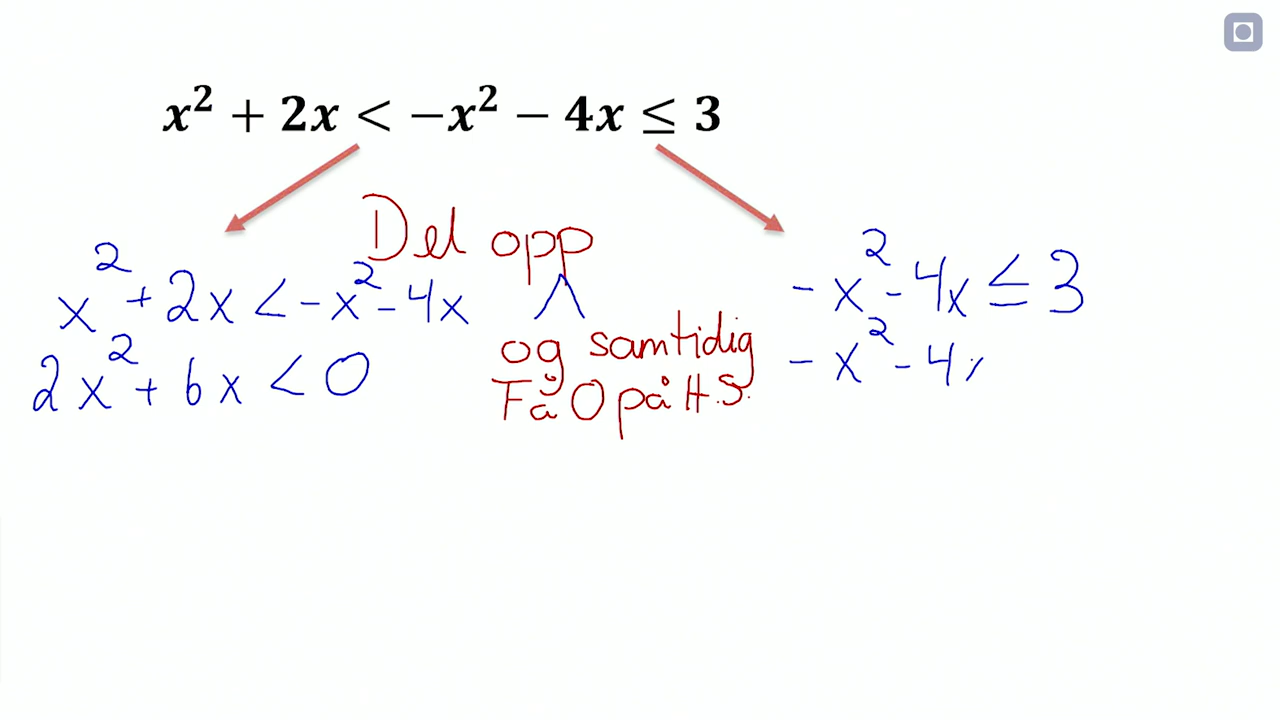 x² + 2x < −x² − 4x ≤ 3
Del opp
x² + 2x < -x² - 4x ∧ -x² - 4x ≤ 3
og samtidig
2x² + 6x < 0 Få 0 på H.S. -x² - 4x